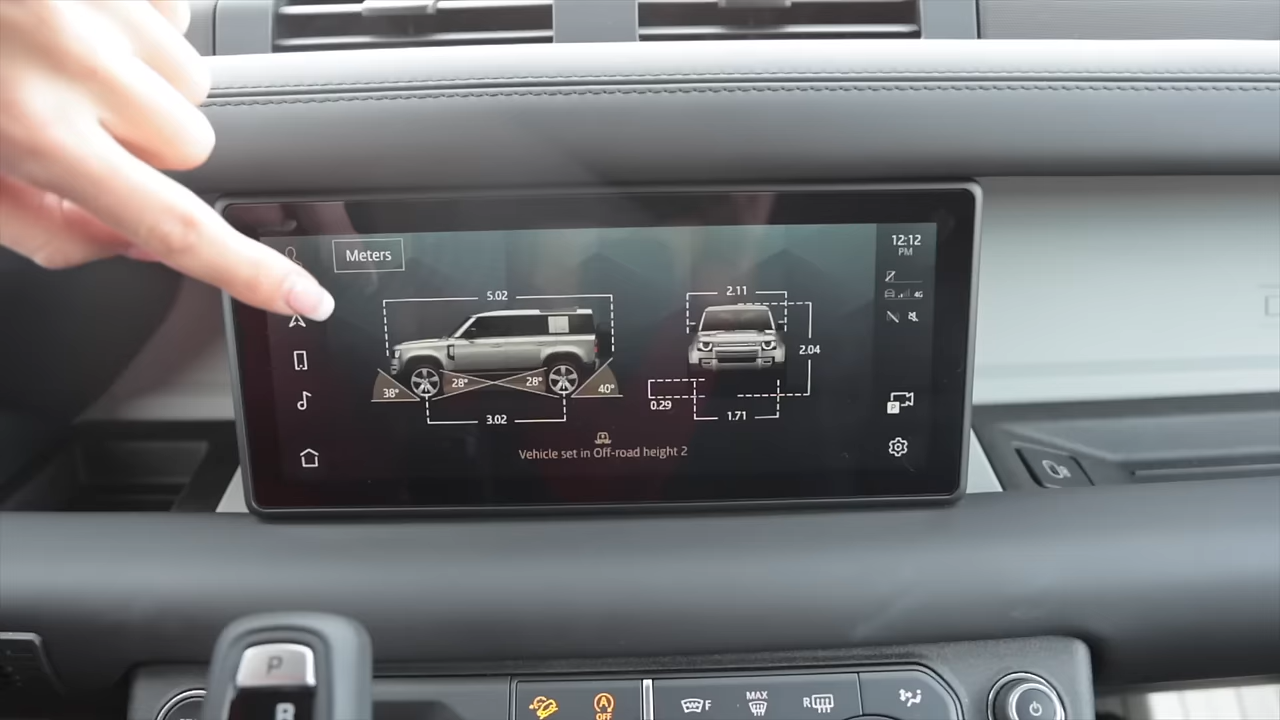 Meters
12:12
PM
4G
5.02
2.11
2.04
38°
28°
28°
40°
0.29
3.02
1.71
P
Vehicle set in Off-road height 2
P
R
OFF
F
MAX
R